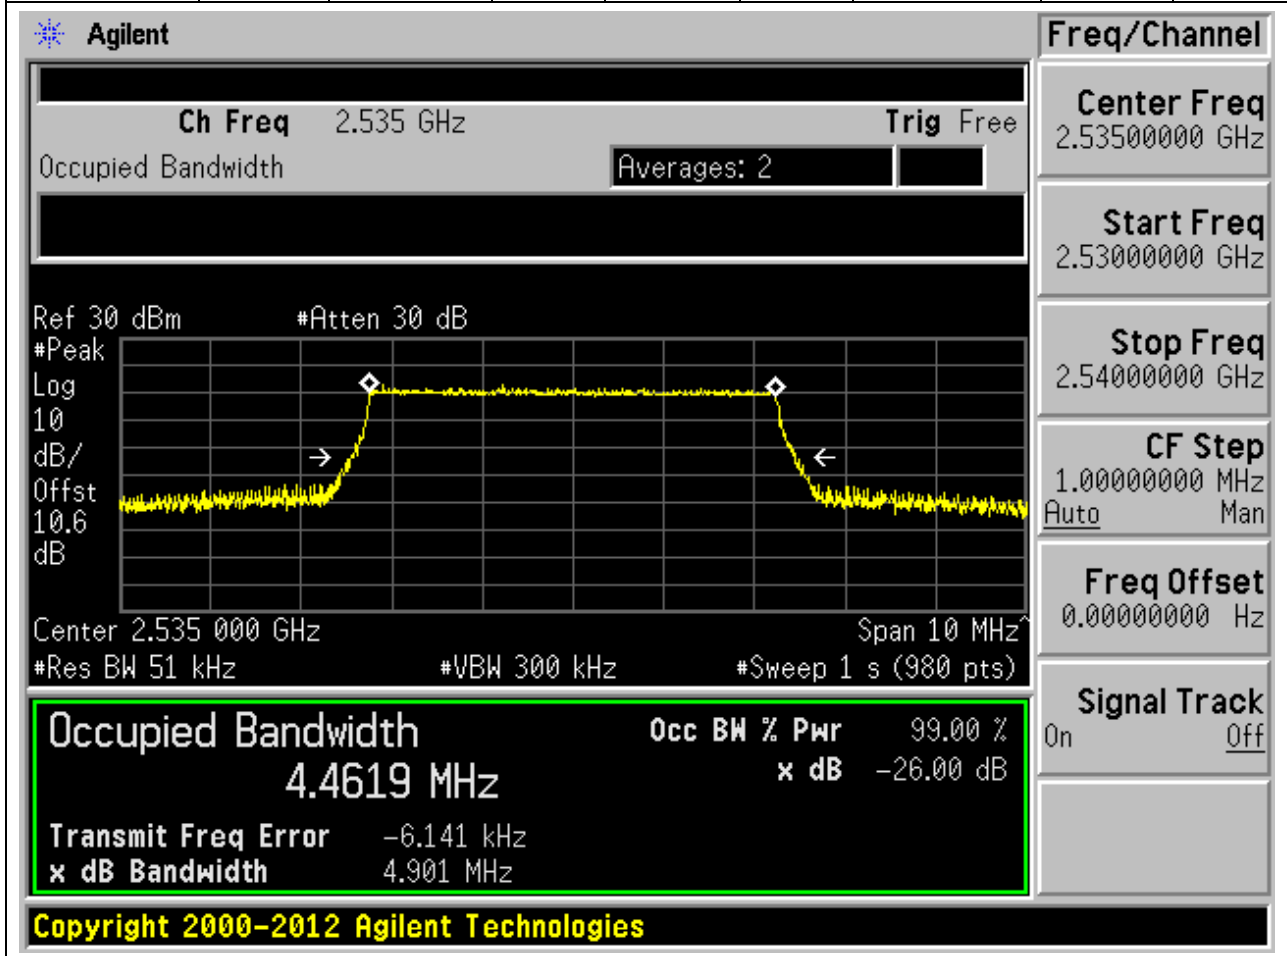 Agilent
Freq/Channel
Ch Freq 2.535 GHz Trig Free
Occupied Bandwidth Averages: 2
Center Freq
2.53500000 GHz
Start Freq
2.53000000 GHz
Stop Freq
2.54000000 GHz
CF Step
1.00000000 MHz
Auto Man
Freq Offset
0.00000000 Hz
Signal Track
On Off
Ref 30 dBm #Atten 30 dB
#Peak
Log
10
dB/
Offst
10.6
dB
Center 2.535 000 GHz Span 10 MHz^
#Res BW 51 kHz #VBW 300 kHz #Sweep 1 s (980 pts)
Occupied Bandwidth Occ BW % Pwr 99.00 %
4.4619 MHz x dB -26.00 dB
Transmit Freq Error -6.141 kHz
x dB Bandwidth 4.901 MHz
Copyright 2000-2012 Agilent Technologies